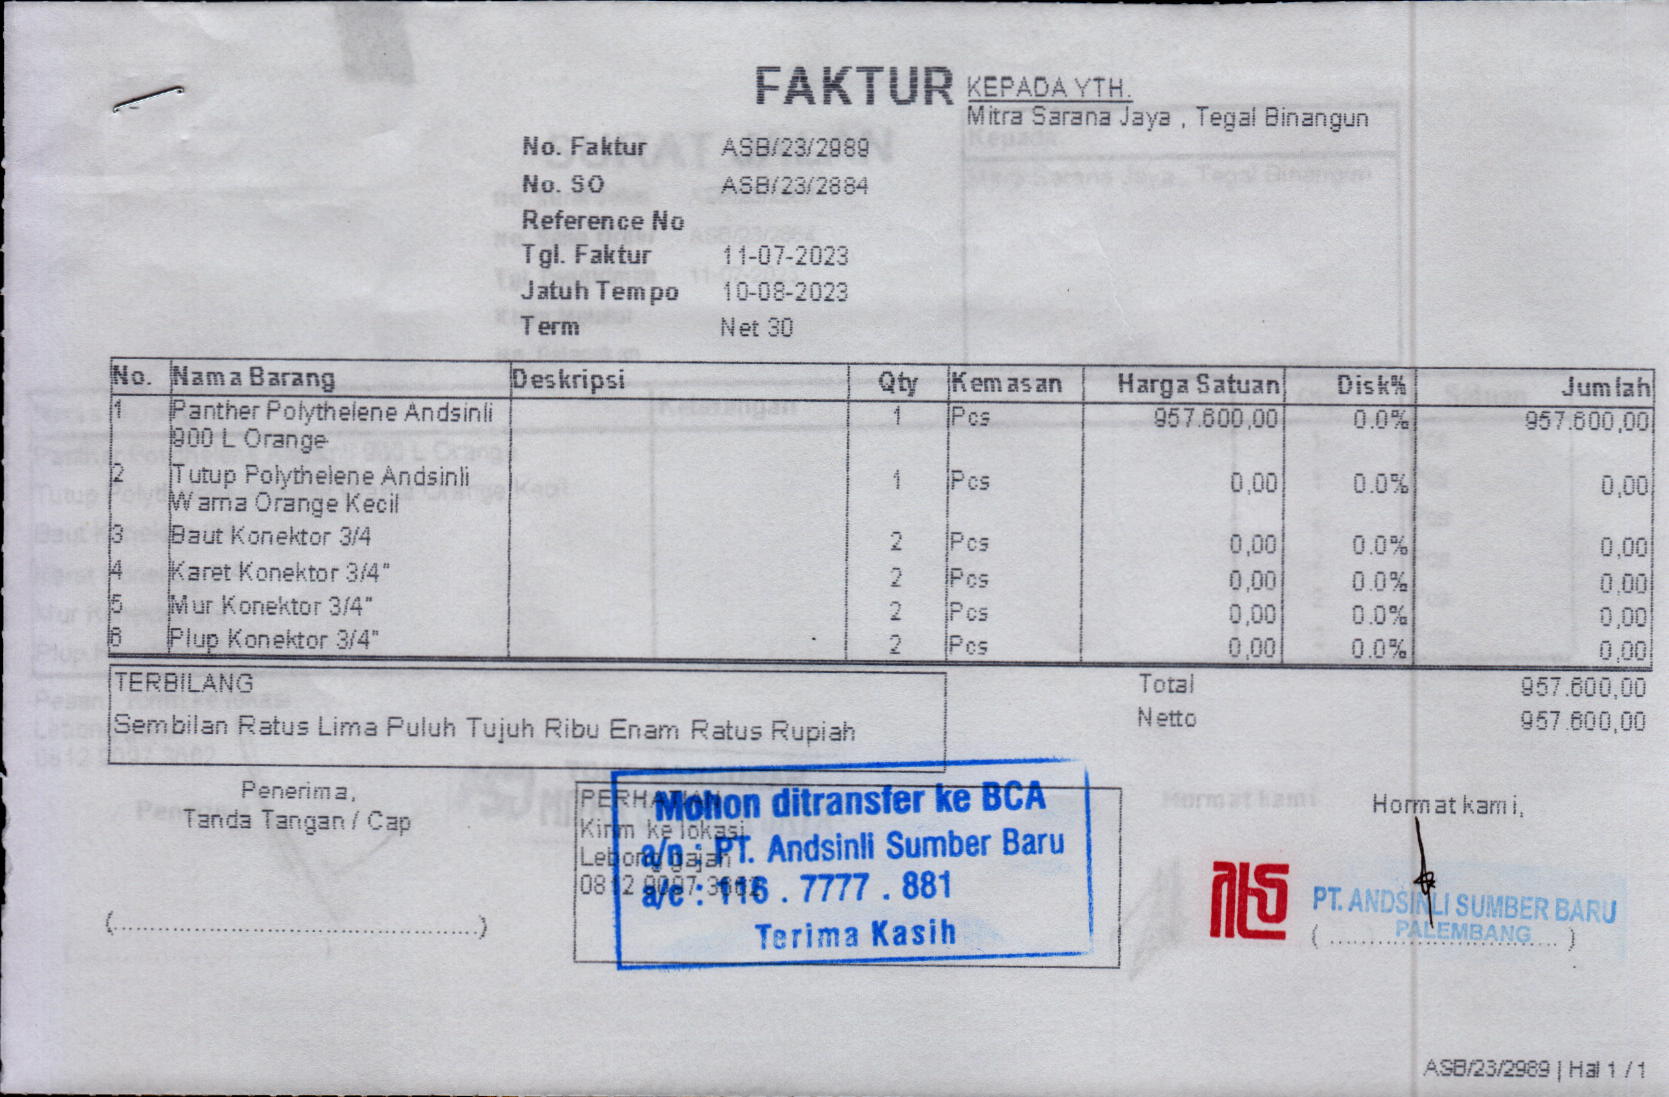 FAKTUR
KEPADA YTH.
Mitra Sarana Jaya , Tegal Binangun
No. Faktur ASB/23/2989
No. SO ASB/23/2884
Reference No
Tgl. Faktur 11-07-2023
Jatuh Tempo 10-08-2023
Term Net 30
No. Nama Barang Deskripsi Qty Kemasan Harga Satuan Disk% Jumlah
1 Panther Polythelene Andsinli 1 Pcs 957.600,00 0.0% 957.600,00
900 L Orange
2 Tutup Polythelene Andsinli 1 Pcs 0,00 0.0% 0,00
Warna Orange Kecil
3 Baut Konektor 3/4 2 Pcs 0,00 0.0% 0,00
4 Karet Konektor 3/4" 2 Pcs 0,00 0.0% 0,00
5 Mur Konektor 3/4" 2 Pcs 0,00 0.0% 0,00
6 Plup Konektor 3/4" 2 Pcs 0,00 0.0% 0,00
TERBILANG
Sembilan Ratus Lima Puluh Tujuh Ribu Enam Ratus Rupiah
Total 957.600,00
Netto 957.600,00
Penerima,
Tanda Tangan / Cap
(........................................)
PERHATIAN
Kirim ke lokasi
Lebong gajah
0812 9097 3662
Mohon ditransfer ke BCA
a/n : PT. Andsinli Sumber Baru
a/c : 116 . 7777 . 881
Terima Kasih
Hormat kami,
PT. ANDSINLI SUMBER BARU
PALEMBANG
( ........................ )
ASB/23/2989 | Hal 1 / 1